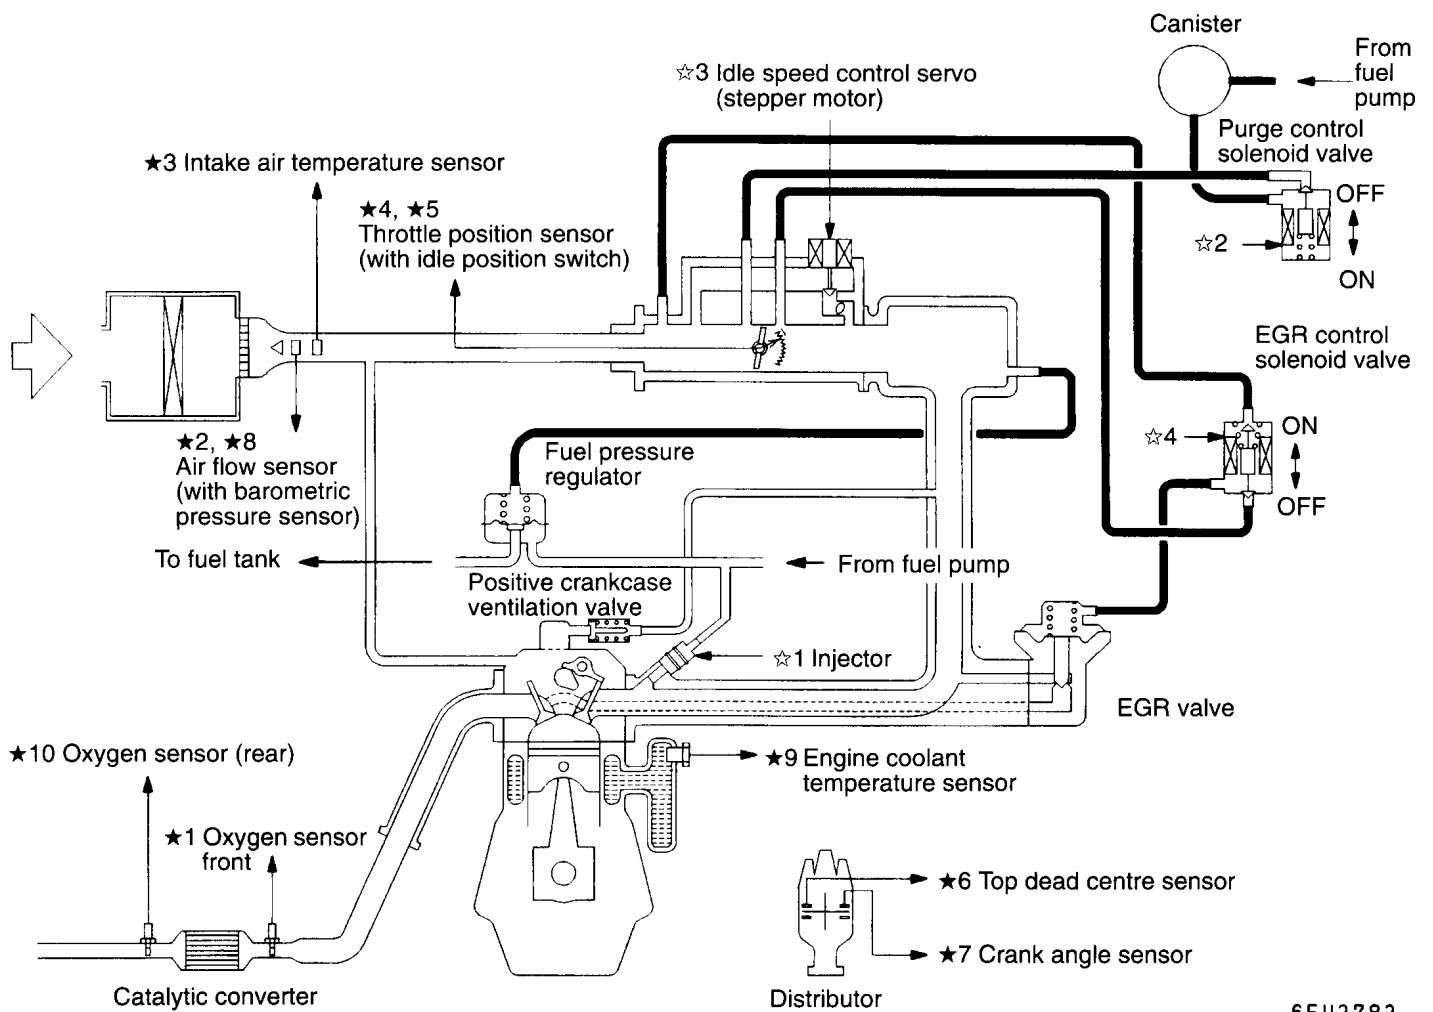 Canister
From
fuel
pump
☆3 Idle speed control servo
(stepper motor)
Purge control
solenoid valve
★3 Intake air temperature sensor
OFF
★4, ★5
Throttle position sensor
(with idle position switch)
☆2
ON
EGR control
solenoid valve
★2, ★8
Air flow sensor
(with barometric
pressure sensor)
Fuel pressure
regulator
☆4
ON
OFF
To fuel tank
From fuel pump
Positive crankcase
ventilation valve
☆1 Injector
EGR valve
★10 Oxygen sensor (rear)
★9 Engine coolant
temperature sensor
★1 Oxygen sensor
front
★6 Top dead centre sensor
★7 Crank angle sensor
Catalytic converter
Distributor